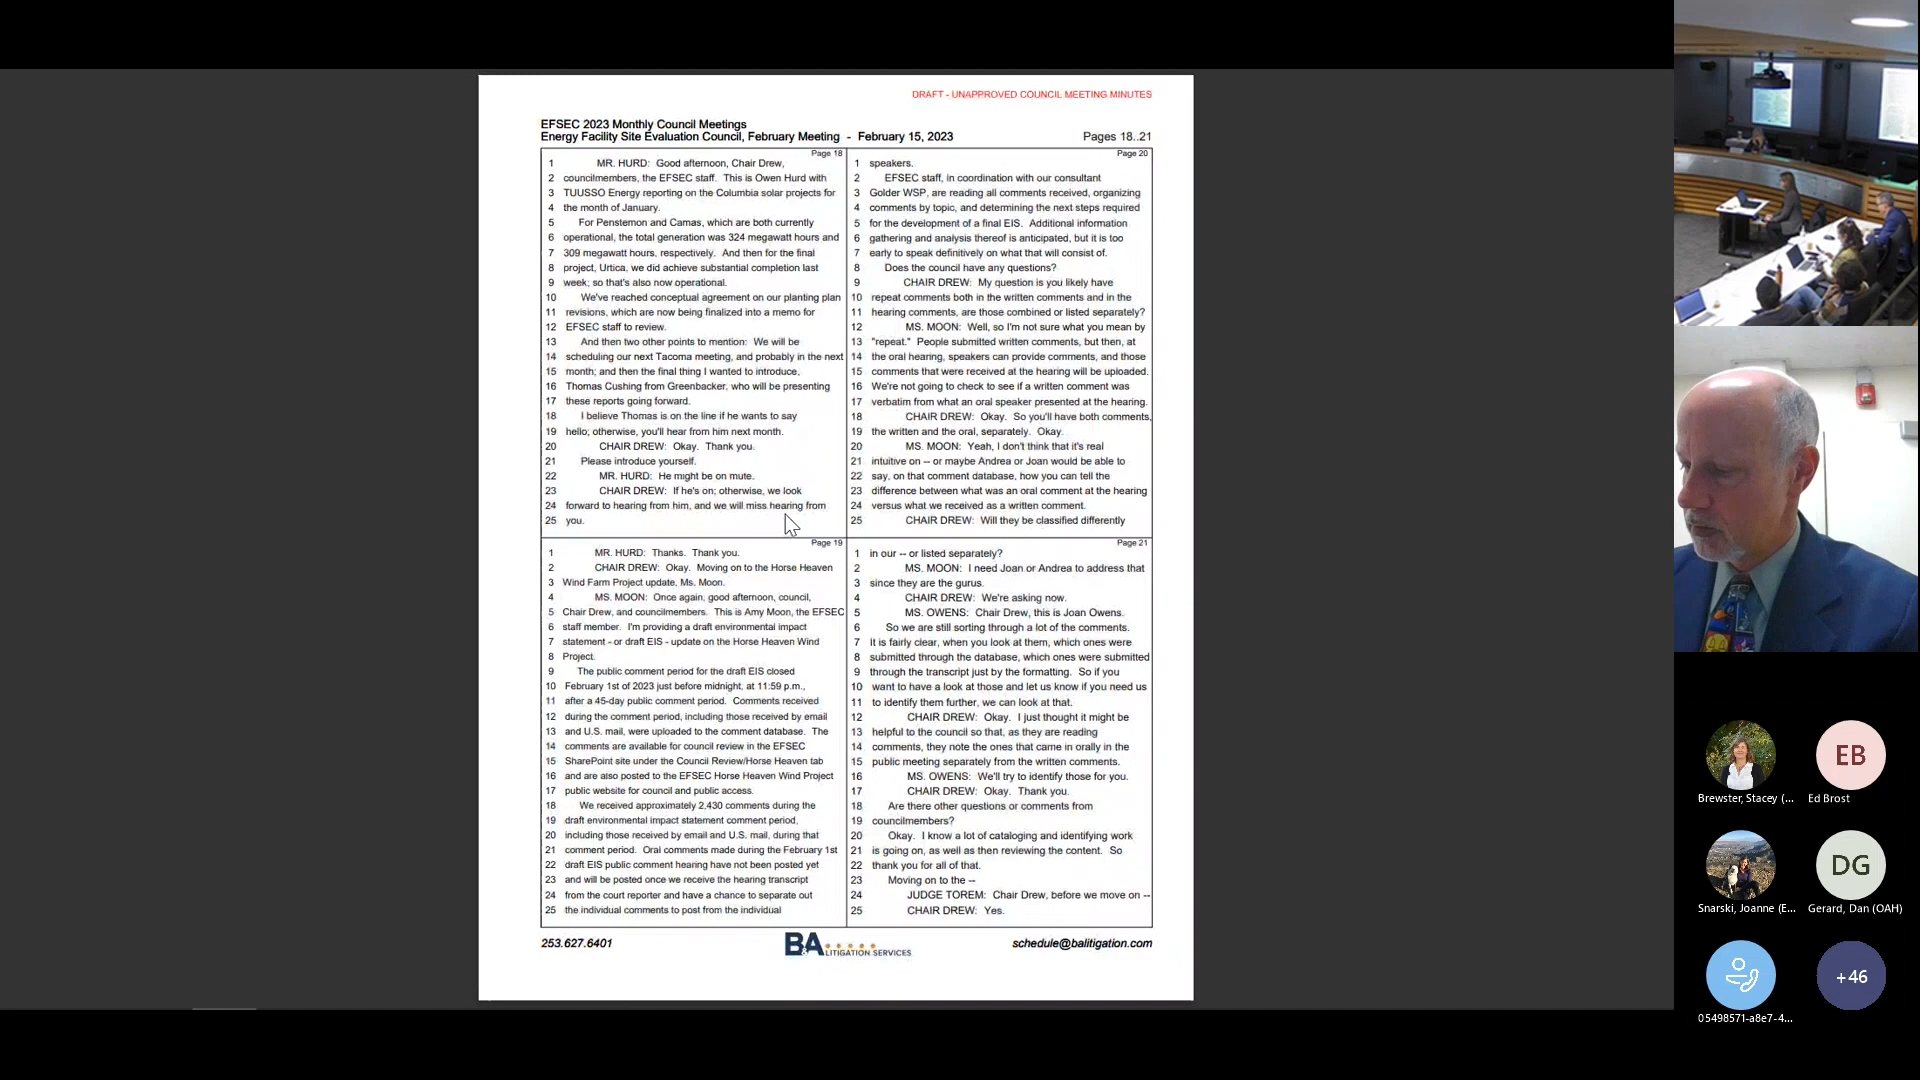 DRAFT - UNAPPROVED COUNCIL MEETING MINUTES
EFSEC 2023 Monthly Council Meetings
Energy Facility Site Evaluation Council, February Meeting - February 15, 2023
Pages 18..21
Page 18
1 MR. HURD: Good afternoon, Chair Drew,
2 councilmembers, the EFSEC staff. This is Owen Hurd with
3 TUUSSO Energy reporting on the Columbia solar projects for
4 the month of January.
5 For Penstemon and Camas, which are both currently
6 operational, the total generation was 324 megawatt hours and
7 309 megawatt hours, respectively. And then for the final
8 project, Urtica, we did achieve substantial completion last
9 week; so that's also now operational.
10 We've reached conceptual agreement on our planting plan
11 revisions, which are now being finalized into a memo for
12 EFSEC staff to review.
13 And then two other points to mention: We will be
14 scheduling our next Tacoma meeting, and probably in the next
15 month; and then the final thing I wanted to introduce,
16 Thomas Cushing from Greenbacker, who will be presenting
17 these reports going forward.
18 I believe Thomas is on the line if he wants to say
19 hello; otherwise, you'll hear from him next month.
20 CHAIR DREW: Okay. Thank you.
21 Please introduce yourself.
22 MR. HURD: He might be on mute.
23 CHAIR DREW: If he's on; otherwise, we look
24 forward to hearing from him, and we will miss hearing from
25 you.
Page 19
1 MR. HURD: Thanks. Thank you.
2 CHAIR DREW: Okay. Moving on to the Horse Heaven
3 Wind Farm Project update, Ms. Moon.
4 MS. MOON: Once again, good afternoon, council,
5 Chair Drew, and councilmembers. This is Amy Moon, the EFSEC
6 staff member. I'm providing a draft environmental impact
7 statement - or draft EIS - update on the Horse Heaven Wind
8 Project.
9 The public comment period for the draft EIS closed
10 February 1st of 2023 just before midnight, at 11:59 p.m.,
11 after a 45-day public comment period. Comments received
12 during the comment period, including those received by email
13 and U.S. mail, were uploaded to the comment database. The
14 comments are available for council review in the EFSEC
15 SharePoint site under the Council Review/Horse Heaven tab
16 and are also posted to the EFSEC Horse Heaven Wind Project
17 public website for council and public access.
18 We received approximately 2,430 comments during the
19 draft environmental impact statement comment period,
20 including those received by email and U.S. mail, during that
21 comment period. Oral comments made during the February 1st
22 draft EIS public comment hearing have not been posted yet
23 and will be posted once we receive the hearing transcript
24 from the court reporter and have a chance to separate out
25 the individual comments to post from the individual
Page 20
1 speakers.
2 EFSEC staff, in coordination with our consultant
3 Golder WSP, are reading all comments received, organizing
4 comments by topic, and determining the next steps required
5 for the development of a final EIS. Additional information
6 gathering and analysis thereof is anticipated, but it is too
7 early to speak definitively on what that will consist of.
8 Does the council have any questions?
9 CHAIR DREW: My question is you likely have
10 repeat comments both in the written comments and in the
11 hearing comments, are those combined or listed separately?
12 MS. MOON: Well, so I'm not sure what you mean by
13 "repeat." People submitted written comments, but then, at
14 the oral hearing, speakers can provide comments, and those
15 comments that were received at the hearing will be uploaded.
16 We're not going to check to see if a written comment was
17 verbatim from what an oral speaker presented at the hearing.
18 CHAIR DREW: Okay. So you'll have both comments,
19 the written and the oral, separately. Okay.
20 MS. MOON: Yeah, I don't think that it's real
21 intuitive on -- or maybe Andrea or Joan would be able to
22 say, on that comment database, how you can tell the
23 difference between what was an oral comment at the hearing
24 versus what we received as a written comment.
25 CHAIR DREW: Will they be classified differently
Page 21
1 in our -- or listed separately?
2 MS. MOON: I need Joan or Andrea to address that
3 since they are the gurus.
4 CHAIR DREW: We're asking now.
5 MS. OWENS: Chair Drew, this is Joan Owens.
6 So we are still sorting through a lot of the comments.
7 It is fairly clear, when you look at them, which ones were
8 submitted through the database, which ones were submitted
9 through the transcript just by the formatting. So if you
10 want to have a look at those and let us know if you need us
11 to identify them further, we can look at that.
12 CHAIR DREW: Okay. I just thought it might be
13 helpful to the council so that, as they are reading
14 comments, they note the ones that came in orally in the
15 public meeting separately from the written comments.
16 MS. OWENS: We'll try to identify those for you.
17 CHAIR DREW: Okay. Thank you.
18 Are there other questions or comments from
19 councilmembers?
20 Okay. I know a lot of cataloging and identifying work
21 is going on, as well as then reviewing the content. So
22 thank you for all of that.
23 Moving on to the --
24 JUDGE TOREM: Chair Drew, before we move on --
25 CHAIR DREW: Yes.
253.627.6401
B&A LITIGATION SERVICES
schedule@balitigation.com
EB
Brewster, Stacey (...
Ed Brost
DG
Snarski, Joanne (E...
Gerard, Dan (OAH)
+46
05498571-a8e7-4...